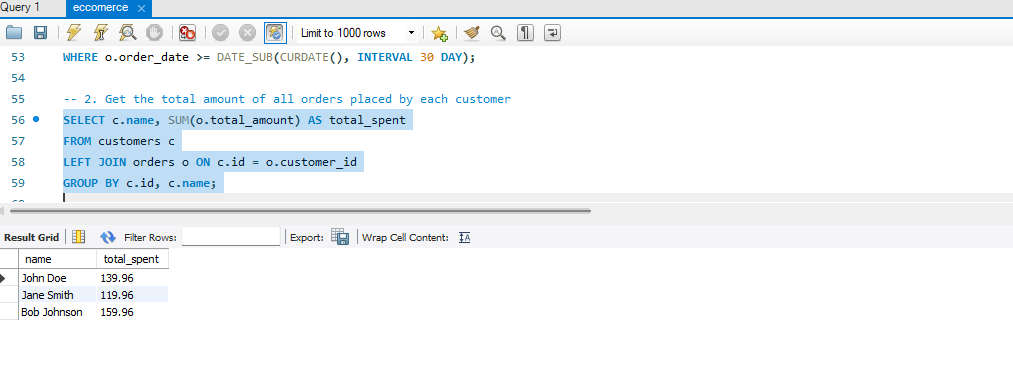 Query 1 eccomerce
Limit to 1000 rows
53 WHERE o.order_date >= DATE_SUB(CURDATE(), INTERVAL 30 DAY);
54
55 -- 2. Get the total amount of all orders placed by each customer
56 SELECT c.name, SUM(o.total_amount) AS total_spent
57 FROM customers c
58 LEFT JOIN orders o ON c.id = o.customer_id
59 GROUP BY c.id, c.name;
Result Grid Filter Rows: Export: Wrap Cell Content:
name total_spent
John Doe 139.96
Jane Smith 119.96
Bob Johnson 159.96